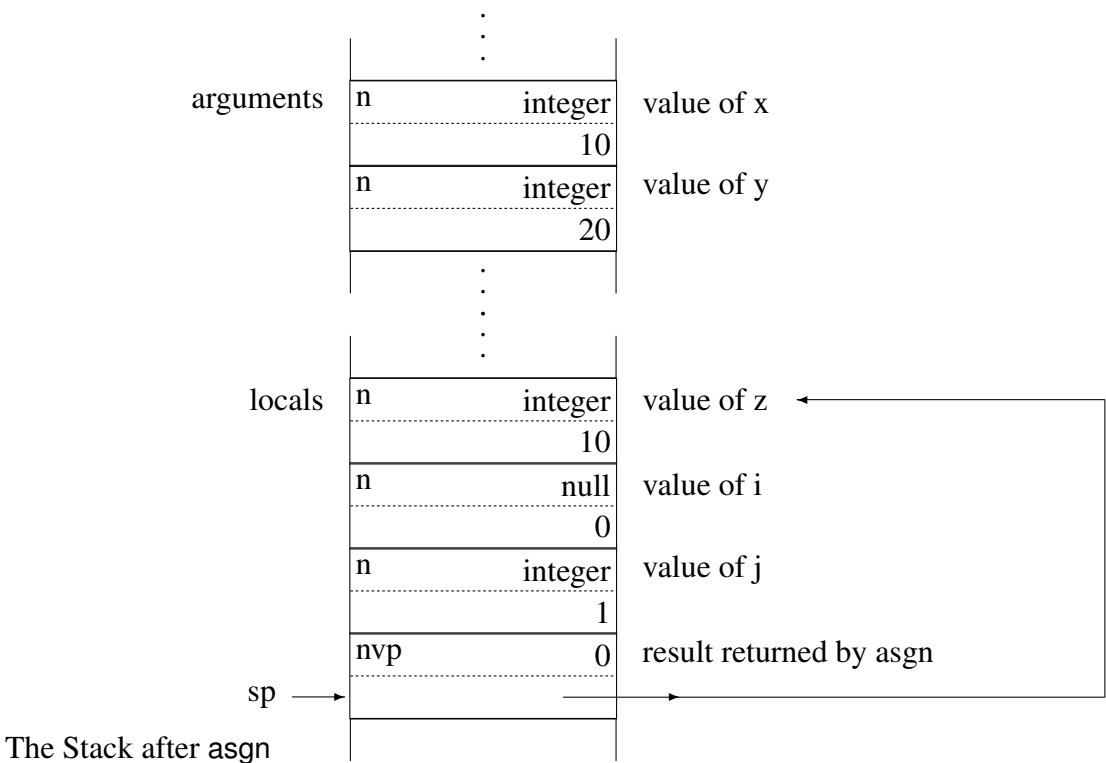 arguments n integer value of x
10
n integer value of y
20
locals n integer value of z
10
n null value of i
0
n integer value of j
1
nvp 0 result returned by asgn
sp
The Stack after asgn